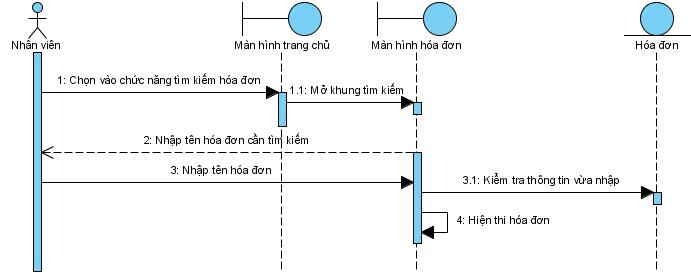 Nhân viên
Màn hình trang chủ
Màn hình hóa đơn
Hóa đơn
1: Chọn vào chức năng tìm kiếm hóa đơn
1.1: Mở khung tìm kiếm
2: Nhập tên hóa đơn cần tìm kiếm
3: Nhập tên hóa đơn
3.1: Kiểm tra thông tin vừa nhập
4: Hiện thi hóa đơn